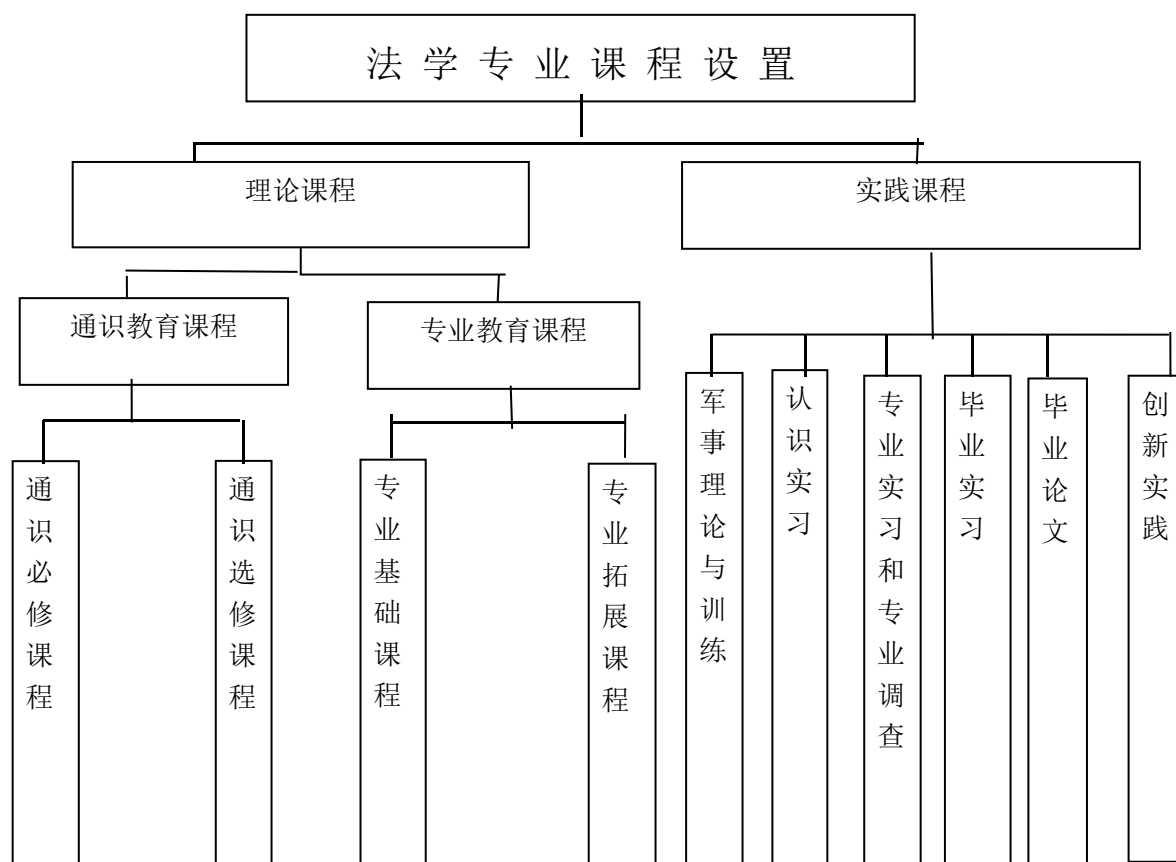 法学专业课程设置
理论课程
实践课程
通识教育课程
专业教育课程
通识必修课程
通识选修课程
专业基础课程
专业拓展课程
军事理论与训练
认识实习
专业实习和专业调查
毕业实习
毕业论文
创新实践